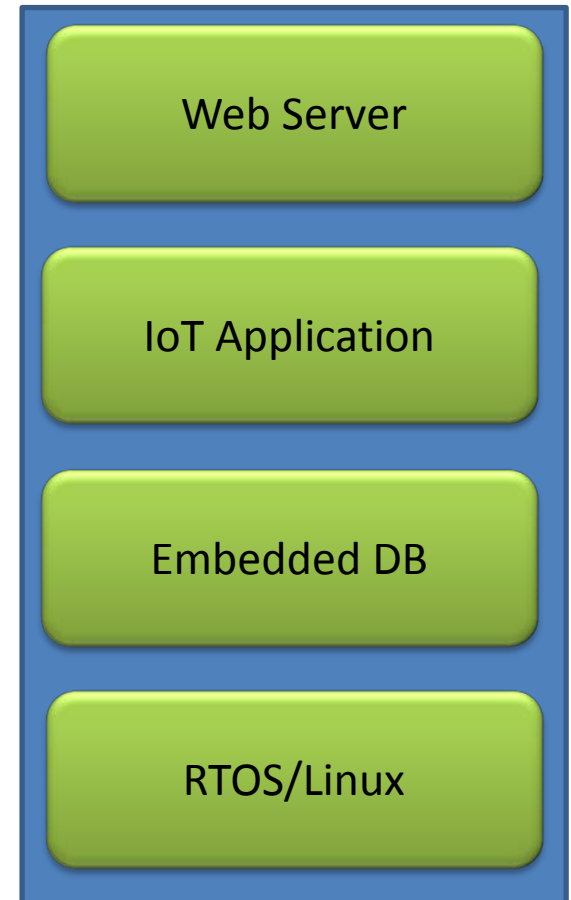 Web Server
IoT Application
Embedded DB
RTOS/Linux